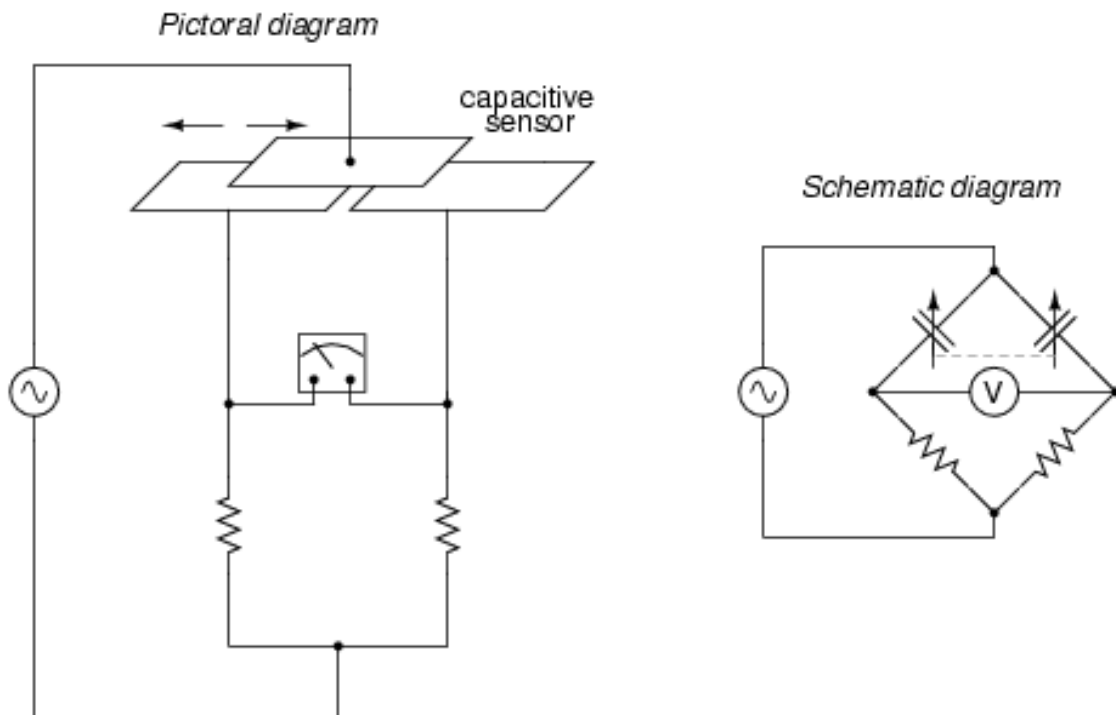 Pictoral diagram
capacitive
sensor
Schematic diagram
V